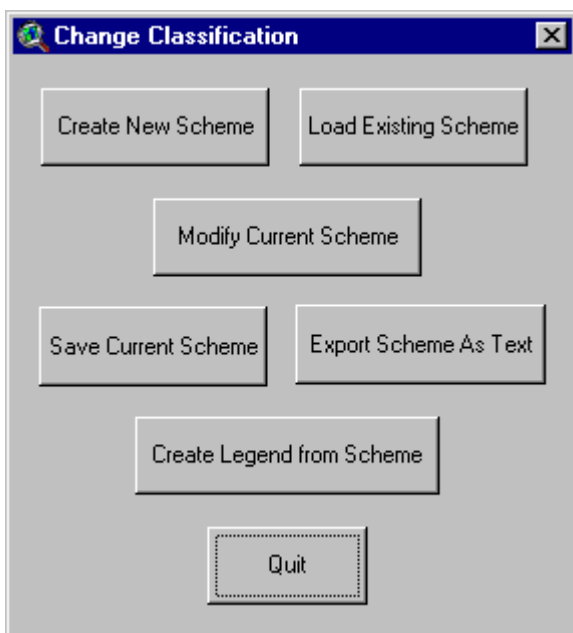 Change Classification
Create New Scheme
Load Existing Scheme
Modify Current Scheme
Save Current Scheme
Export Scheme As Text
Create Legend from Scheme
Quit